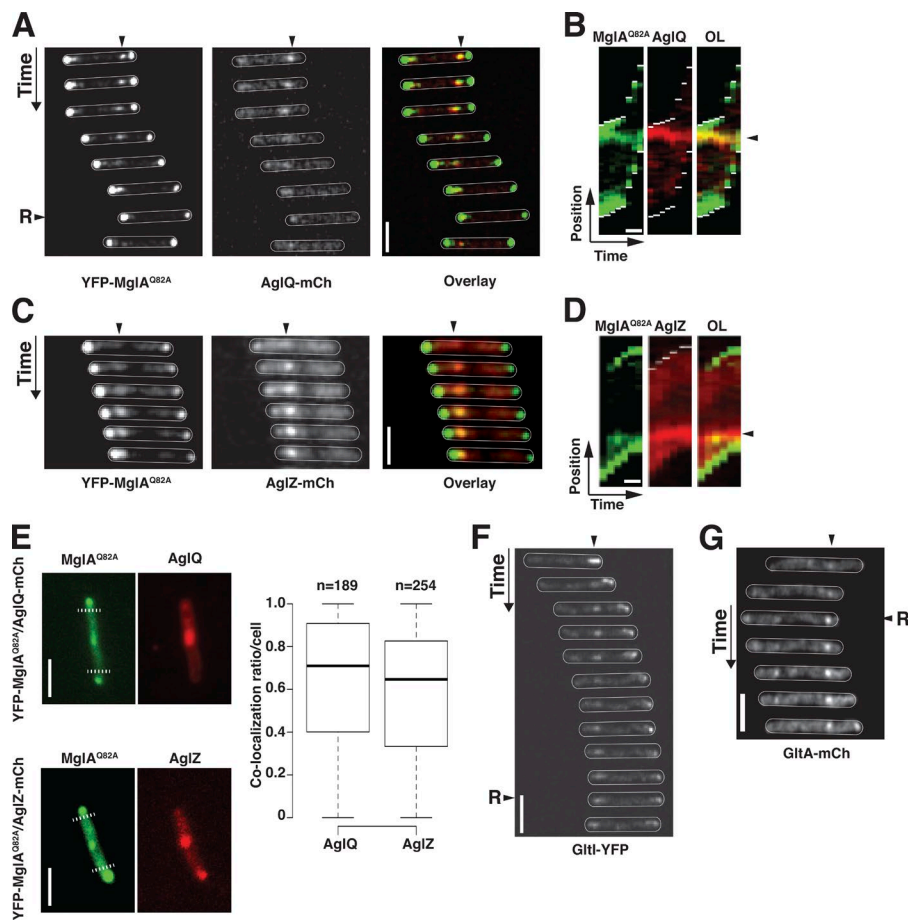 A
Time
R
YFP-MglA^Q82A
AglQ-mCh
Overlay
B
MglA^Q82A AglQ OL
Position
Time
C
Time
YFP-MglA^Q82A
AglZ-mCh
Overlay
D
MglA^Q82A AglZ OL
Position
Time
E
MglA^Q82A AglQ
YFP-MglA^Q82A/AglQ-mCh
MglA^Q82A AglZ
YFP-MglA^Q82A/AglZ-mCh
n=189 n=254
Co-localization ratio/cell
1.0
0.8
0.6
0.4
0.2
0
AglQ AglZ
F
Time
R
GltI-YFP
G
Time
R
GltA-mCh